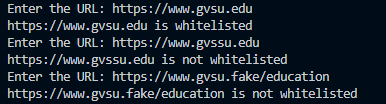 Enter the URL: https://www.gvsu.edu
https://www.gvsu.edu is whitelisted
Enter the URL: https://www.gvssu.edu
https://www.gvssu.edu is not whitelisted
Enter the URL: https://www.gvsu.fake/education
https://www.gvsu.fake/education is not whitelisted